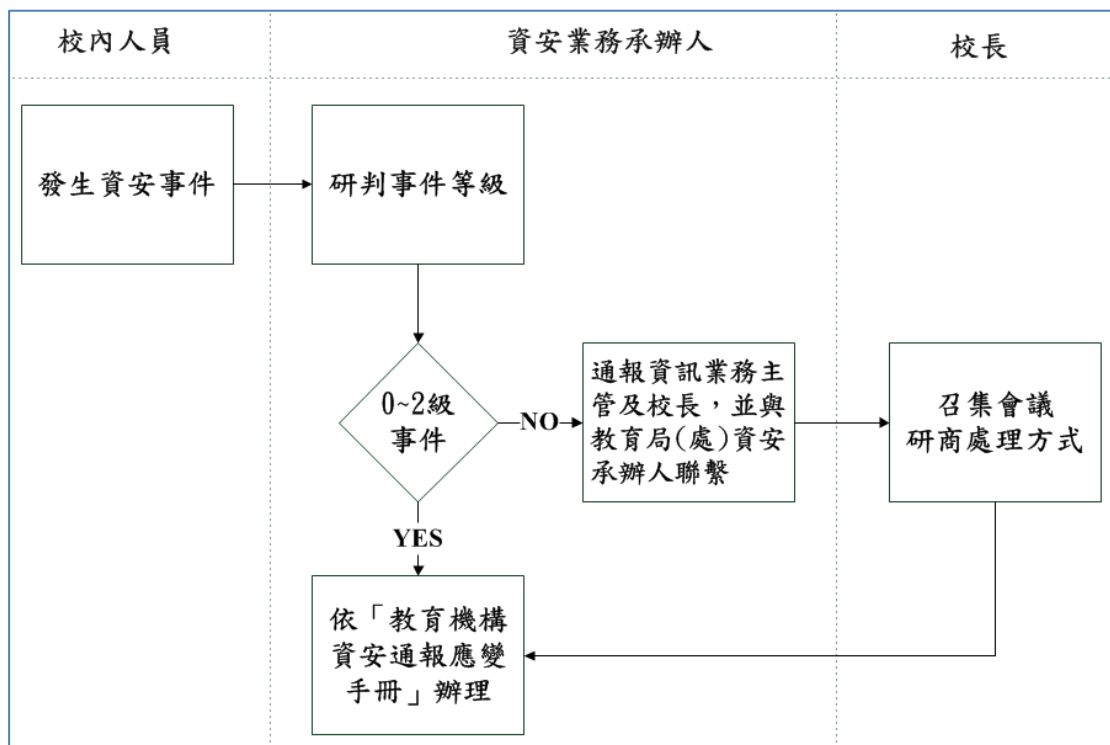 校內人員
資安業務承辦人
校長
發生資安事件
研判事件等級
0~2級
事件
NO
通報資訊業務主
管及校長，並與
教育局(處)資安
承辦人聯繫
召集會議
研商處理方式
YES
依「教育機構
資安通報應變
手冊」辦理